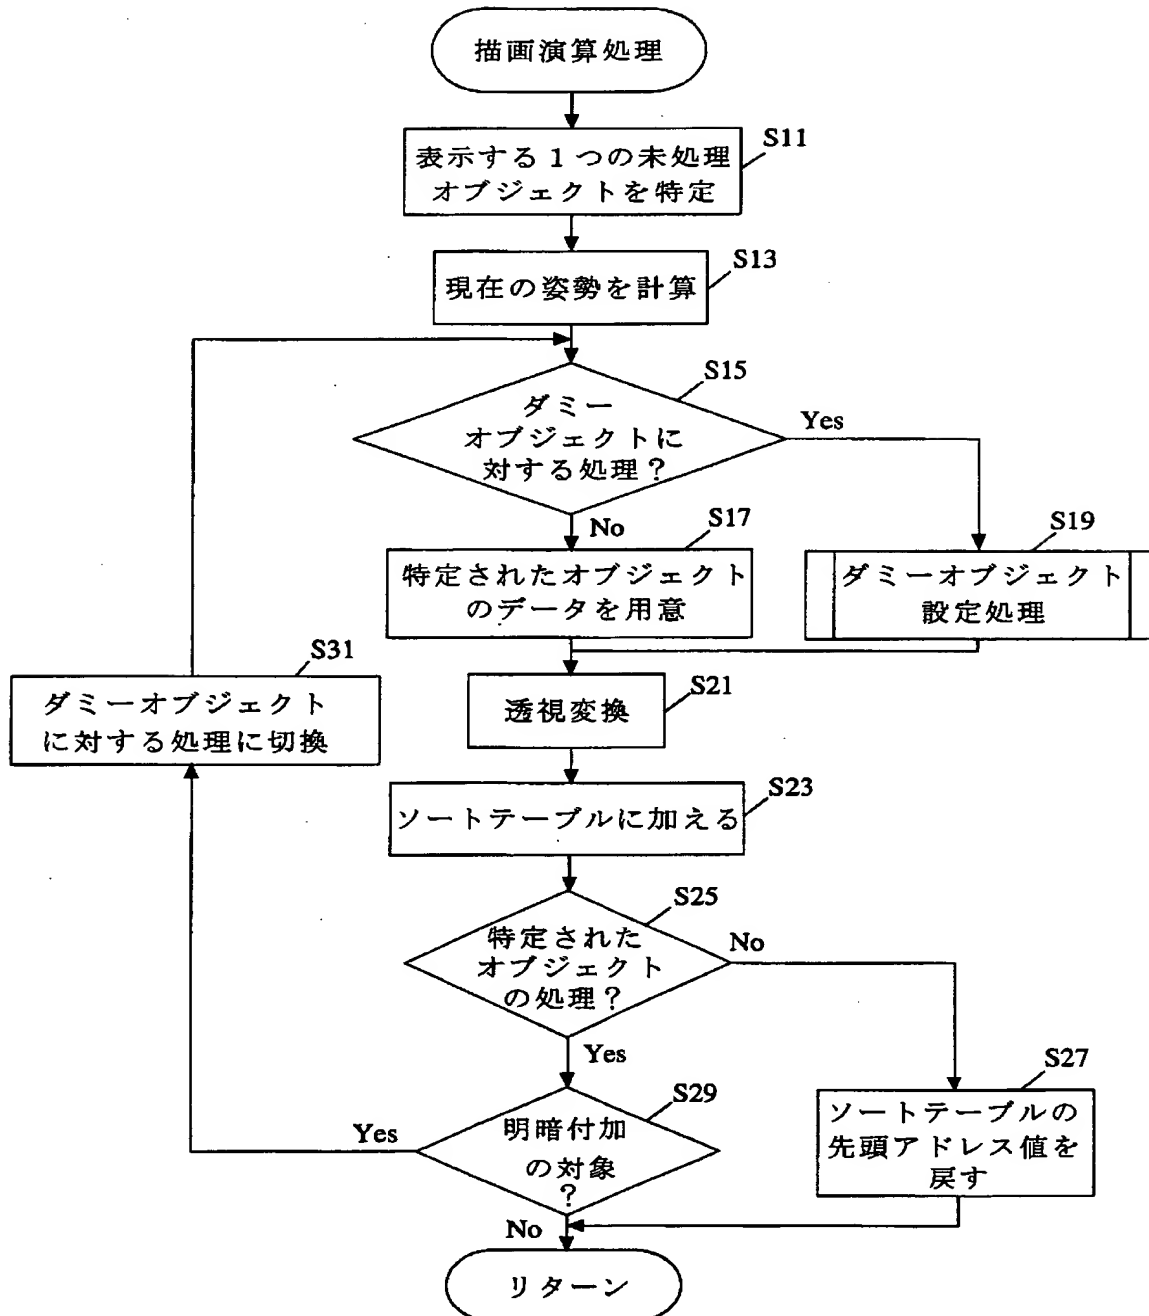 描画演算処理
S11
表示する1つの未処理
オブジェクトを特定
S13
現在の姿勢を計算
S15
ダミー
オブジェクトに
対する処理?
Yes
No
S17
特定されたオブジェクト
のデータを用意
S19
ダミーオブジェクト
設定処理
S31
ダミーオブジェクト
に対する処理に切換
S21
透視変換
S23
ソートテーブルに加える
S25
特定された
オブジェクト
の処理?
No
Yes
S27
ソートテーブルの
先頭アドレス値を
戻す
S29
明暗付加
の対象
?
Yes
No
リターン